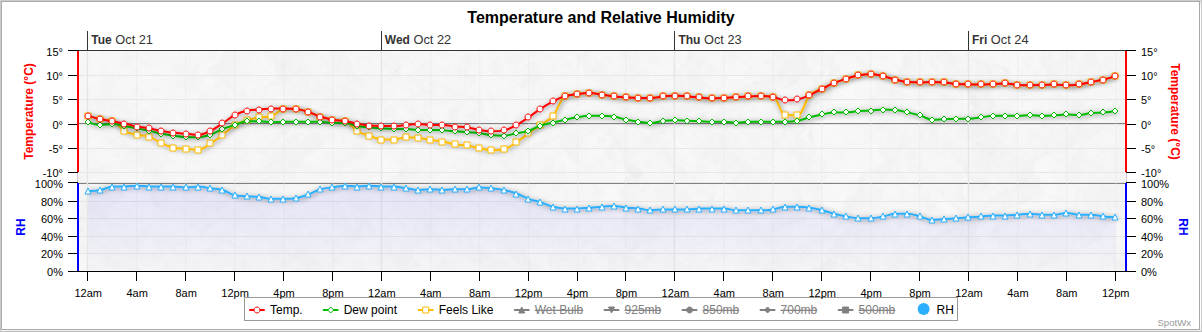 Temperature and Relative Humidity
Tue Oct 21 Wed Oct 22 Thu Oct 23 Fri Oct 24
15° 15°
10° 10°
5° 5°
0° 0°
-5° -5°
-10° -10°
Temperature (°C) Temperature (°C)
100% 100%
80% 80%
60% 60%
40% 40%
20% 20%
0% 0%
RH RH
12am 4am 8am 12pm 4pm 8pm 12am 4am 8am 12pm 4pm 8pm 12am 4am 8am 12pm 4pm 8pm 12am 4am 8am 12pm
Temp. Dew point Feels Like Wet Bulb 925mb 850mb 700mb 500mb RH
SpotWx